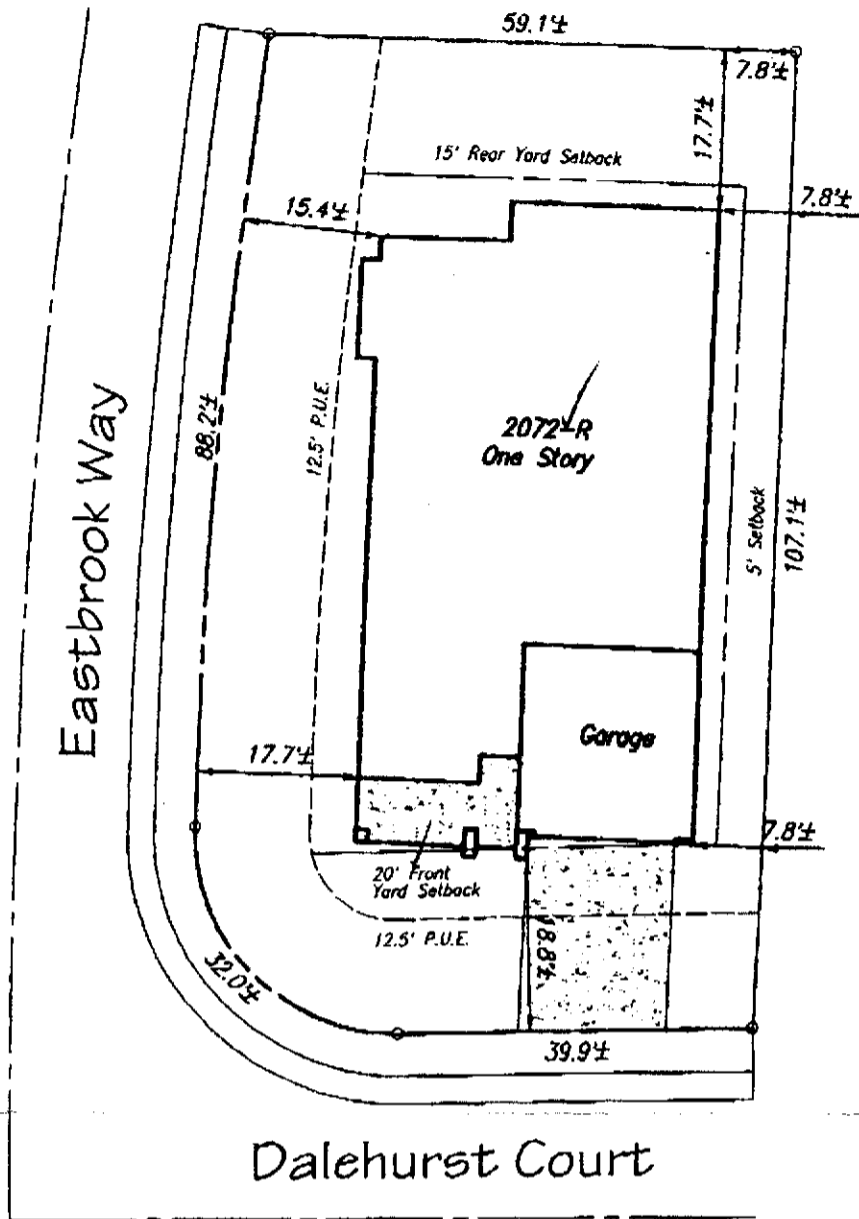 59.1'±
7.8'±
17.7'±
15' Rear Yard Setback
7.8'±
15.4'±
88.2'±
12.5' P.U.E.
Eastbrook Way
2072-R
One Story
5' Setback
107.1'±
Garage
17.7'±
7.8'±
20' Front
Yard Setback
12.5' P.U.E.
18.8'±
32.0'±
39.9'±
Dalehurst Court